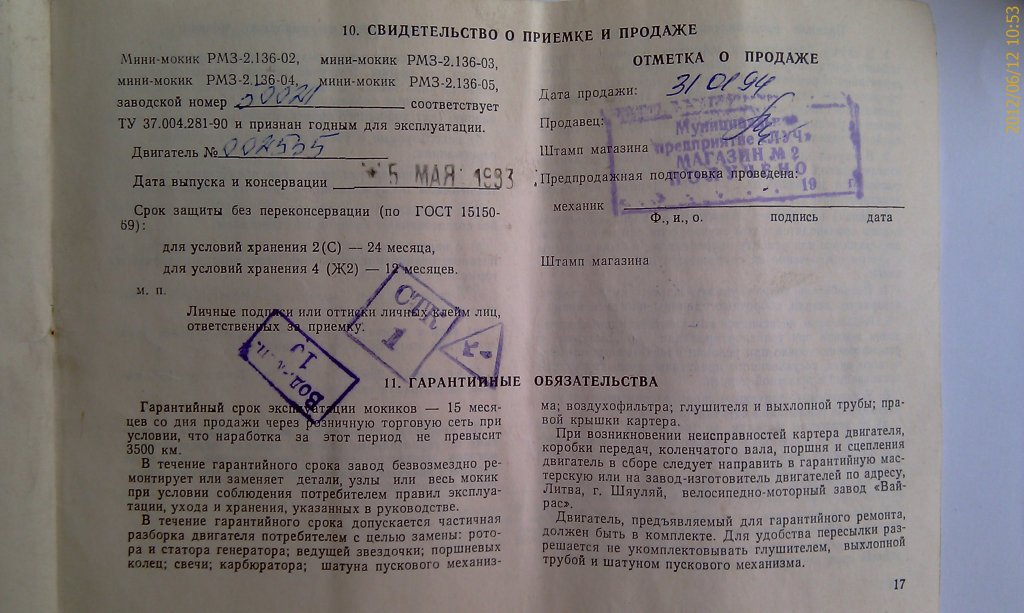 10. СВИДЕТЕЛЬСТВО О ПРИЕМКЕ И ПРОДАЖЕ
Мини-мокик РМЗ-2.136-02, мини-мокик РМЗ-2.136-03,
мини-мокик РМЗ-2.136-04, мини-мокик РМЗ-2.136-05,
заводской номер соответствует
ТУ 37.004.281-90 и признан годным для эксплуатации.
Двигатель № 002535
Дата выпуска и консервации 5 МАЯ 1993
Срок защиты без переконсервации (по ГОСТ 15150-
69):
для условий хранения 2(С) — 24 месяца,
для условий хранения 4 (Ж2) — 12 месяцев.
м. п.
Личные подписи или оттиски личных клейм лиц,
ответственных за приемку.
СТК
1
ОТМЕТКА О ПРОДАЖЕ
Дата продажи: 31 01 94
Продавец:
Штамп магазина
Муниципальное
предприятие «ЛУЧ»
МАГАЗИН № 2
19 г.
Предпродажная подготовка проведена:
механик
Ф., и., о. подпись дата
Штамп магазина
11. ГАРАНТИЙНЫЕ ОБЯЗАТЕЛЬСТВА
Гарантийный срок эксплуатации мокиков — 15 меся-
цев со дня продажи через розничную торговую сеть при
условии, что наработка за этот период не превысит
3500 км.
В течение гарантийного срока завод безвозмездно ре-
монтирует или заменяет детали, узлы или весь мокик
при условии соблюдения потребителем правил эксплуа-
тации, ухода и хранения, указанных в руководстве.
В течение гарантийного срока допускается частичная
разборка двигателя потребителем с целью замены: рото-
ра и статора генератора; ведущей звездочки; поршневых
колец; свечи; карбюратора; шатуна пускового механиз-
ма; воздухофильтра; глушителя и выхлопной трубы; пра-
вой крышки картера.
При возникновении неисправностей картера двигателя,
коробки передач, коленчатого вала, поршня и сцепления
двигатель в сборе следует направить в гарантийную мас-
терскую или на завод-изготовитель двигателей по адресу,
Литва, г. Шяуляй, велосипедно-моторный завод «Вай-
рас».
Двигатель, предъявляемый для гарантийного ремонта,
должен быть в комплекте. Для удобства пересылки раз-
решается не укомплектовывать глушителем, выхлопной
трубой и шатуном пускового механизма.
17
2012/06/12 10:53